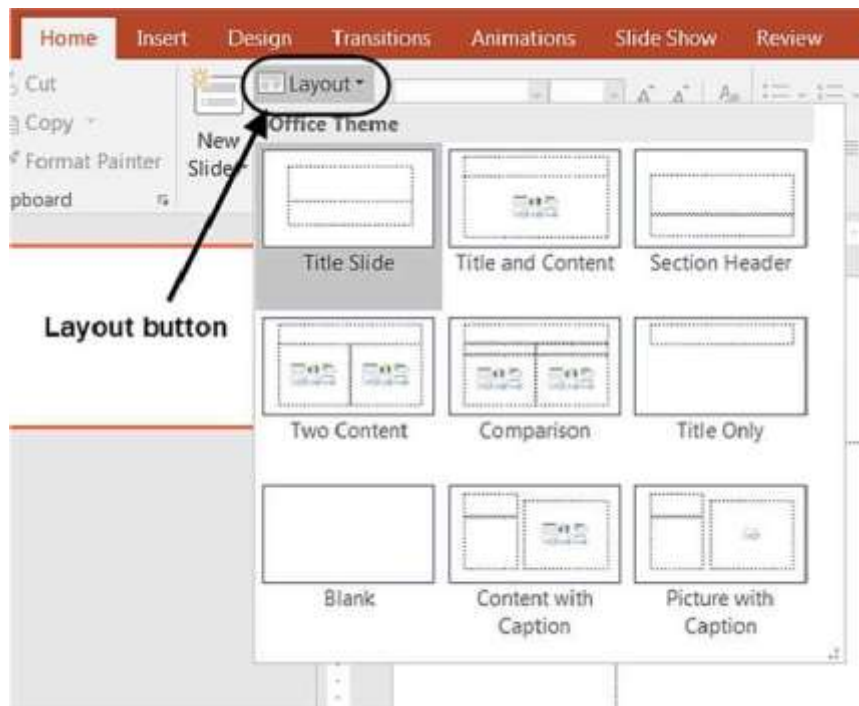 Home Insert Design Transitions Animations Slide Show Review
Cut
Layout
Copy
New
Slide
Format Painter
pboard
Office Theme
Title Slide Title and Content Section Header
Layout button
Two Content Comparison Title Only
Blank Content with Caption Picture with Caption